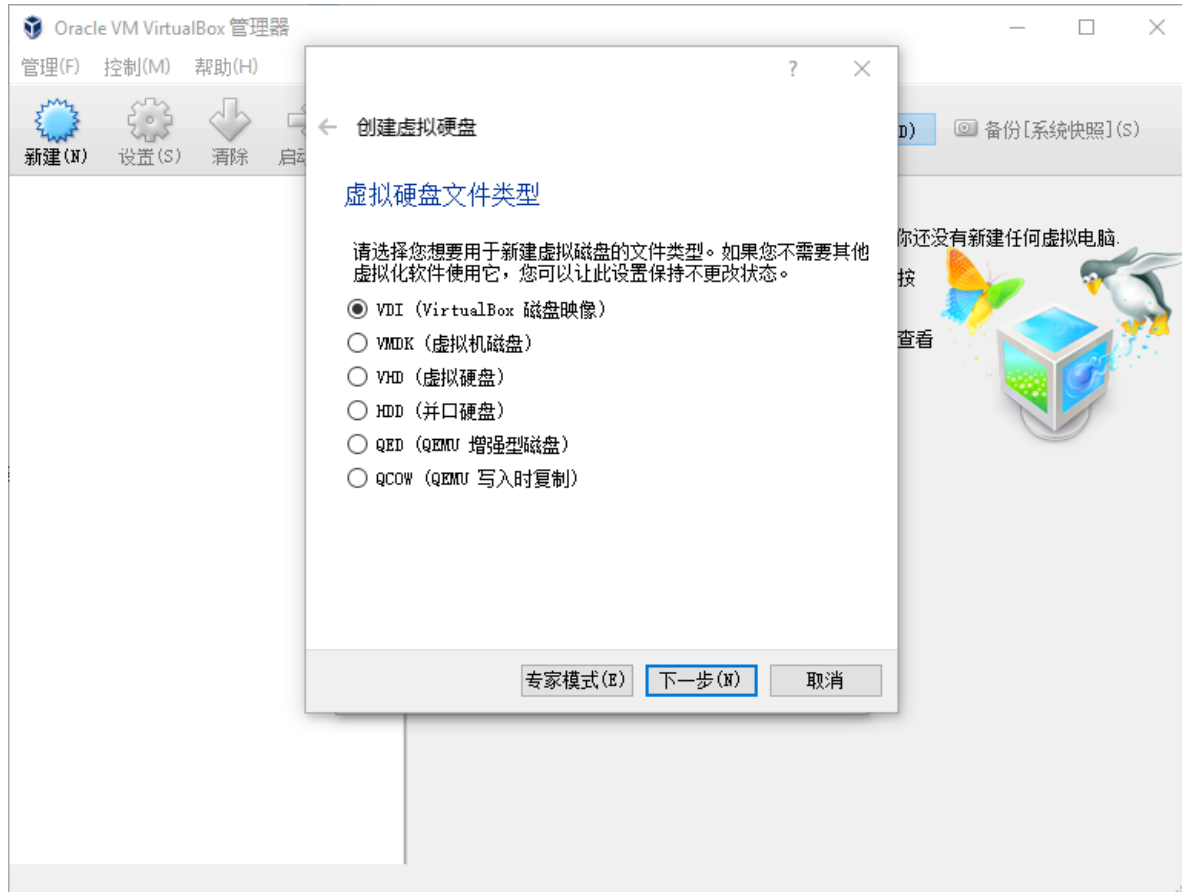 Oracle VM VirtualBox 管理器
管理(F) 控制(M) 帮助(H)
新建(N) 设置(S) 清除
D) 备份[系统快照](S)
? 
创建虚拟硬盘
虚拟硬盘文件类型
请选择您想要用于新建虚拟磁盘的文件类型。如果您不需要其他
虚拟化软件使用它，您可以让此设置保持不更改状态。
VDI (VirtualBox 磁盘映像)
VMDK (虚拟机磁盘)
VHD (虚拟硬盘)
HDD (并口硬盘)
QED (QEMU 增强型磁盘)
QCOW (QEMU 写入时复制)
专家模式(E) 下一步(N) 取消
你还没有新建任何虚拟电脑.
按
查看